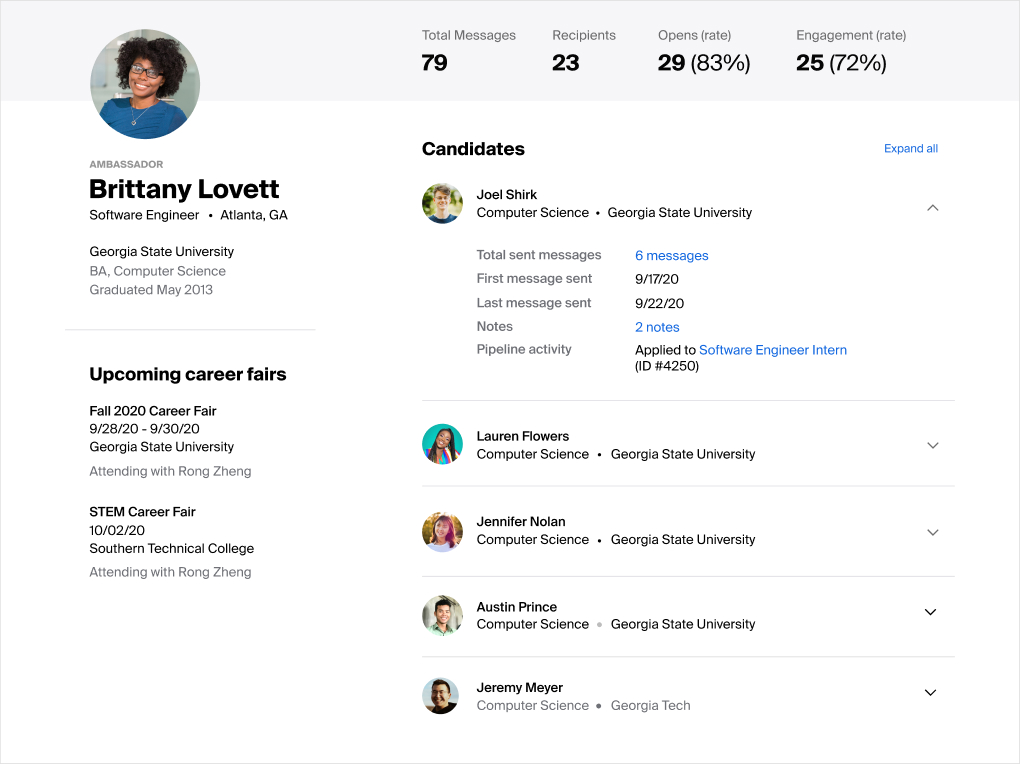 Total Messages
79
Recipients
23
Opens (rate)
29 (83%)
Engagement (rate)
25 (72%)
AMBASSADOR
Brittany Lovett
Software Engineer • Atlanta, GA
Georgia State University
BA, Computer Science
Graduated May 2013
Upcoming career fairs
Fall 2020 Career Fair
9/28/20 - 9/30/20
Georgia State University
Attending with Rong Zheng
STEM Career Fair
10/02/20
Southern Technical College
Attending with Rong Zheng
Candidates
Expand all
Joel Shirk
Computer Science • Georgia State University
Total sent messages 6 messages
First message sent 9/17/20
Last message sent 9/22/20
Notes 2 notes
Pipeline activity Applied to Software Engineer Intern
(ID #4250)
Lauren Flowers
Computer Science • Georgia State University
Jennifer Nolan
Computer Science • Georgia State University
Austin Prince
Computer Science • Georgia State University
Jeremy Meyer
Computer Science • Georgia Tech